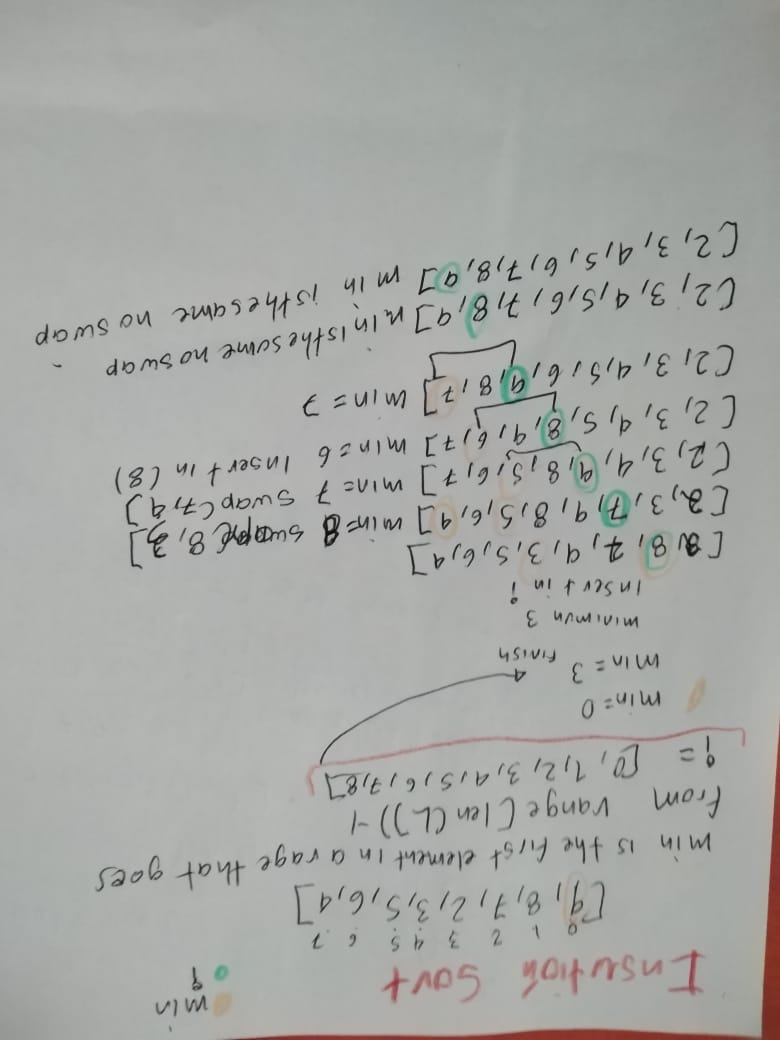 min
i
Insertion Sort
0 1 2 3 4 5 6 7
[9, 8, 7, 2, 3, 5, 6, 4]
min is the first element in a rage that goes
from range (len(L))-1
i = [0, 1, 2, 3, 4, 5, 6, 7, 8]
min = 0
min = 3 4 FINISH
minimun 3
Insert in i
8, 7, 9, 3, 5, 6, 4]
3, 7, 9, 8, 5, 6, 4] min = 8 swap( 8, 3]
[2, 3, 4, 9, 8, 5, 6, 7] min = 7 swap (7, 4]
[2, 3, 4, 5, 8, 9, 6, 7] min = 6 Insert in (8)
[2, 3, 4, 5, 6, 9, 8, 7] min = 7
[2, 3, 4, 5, 6, 7, 8, 9] min is the same no swap
[2, 3, 4, 5, 6, 7, 8, 9] min is the same no swap